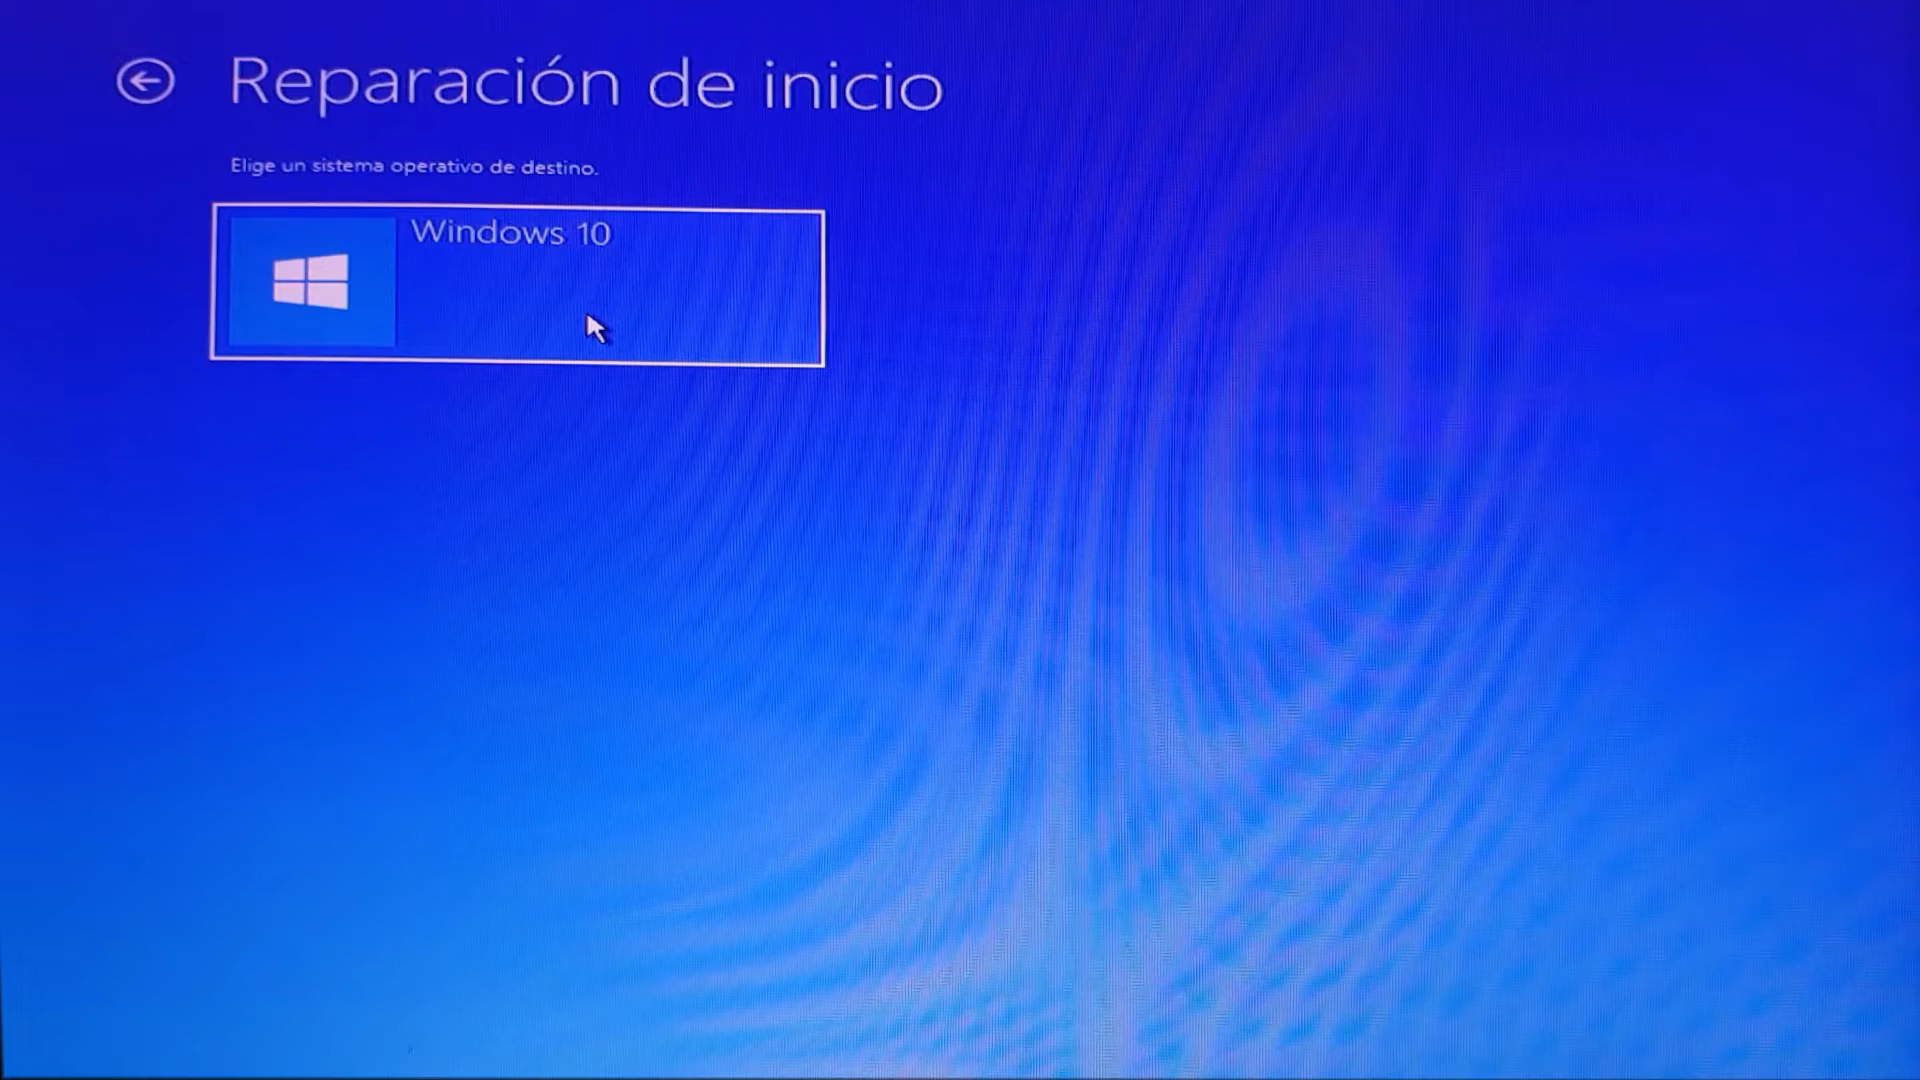 Reparación de inicio
Elige un sistema operativo de destino.
Windows 10